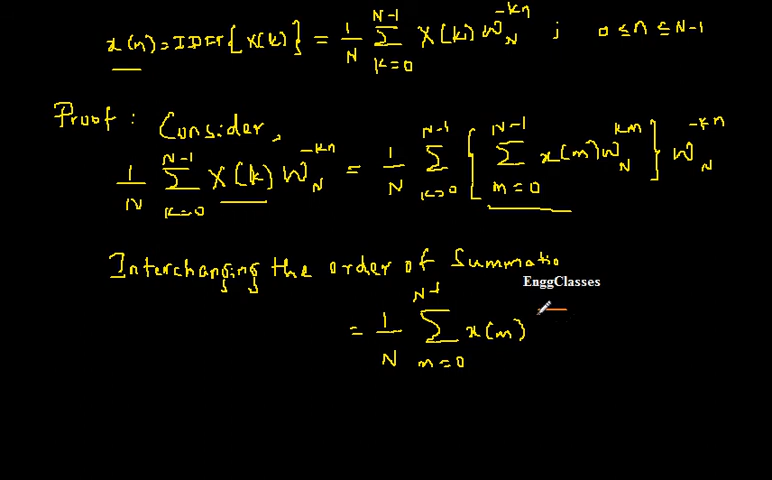 x(n) = IDFT{X(k)} = 1/N Σ_{k=0}^{N-1} X(k) W_N^{-kn} ; 0 ≤ n ≤ N-1
Proof : Consider,
1/N Σ_{k=0}^{N-1} X(k) W_N^{-kn} = 1/N Σ_{k=0}^{N-1} [ Σ_{m=0}^{N-1} x(m) W_N^{km} ] W_N^{-kn}
Interchanging the order of Summatio
EnggClasses
= 1/N Σ_{m=0}^{N-1} x(m)